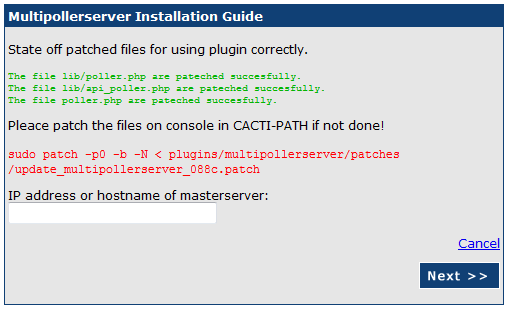 Multipollerserver Installation Guide
State off patched files for using plugin correctly.
The file lib/poller.php are pateched succesfully.
The file lib/api_poller.php are pateched succesfully.
The file poller.php are pateched succesfully.
Pleace patch the files on console in CACTI-PATH if not done!
sudo patch -p0 -b -N < plugins/multipollerserver/patches
/update_multipollerserver_088c.patch
IP address or hostname of masterserver:
Cancel
Next >>